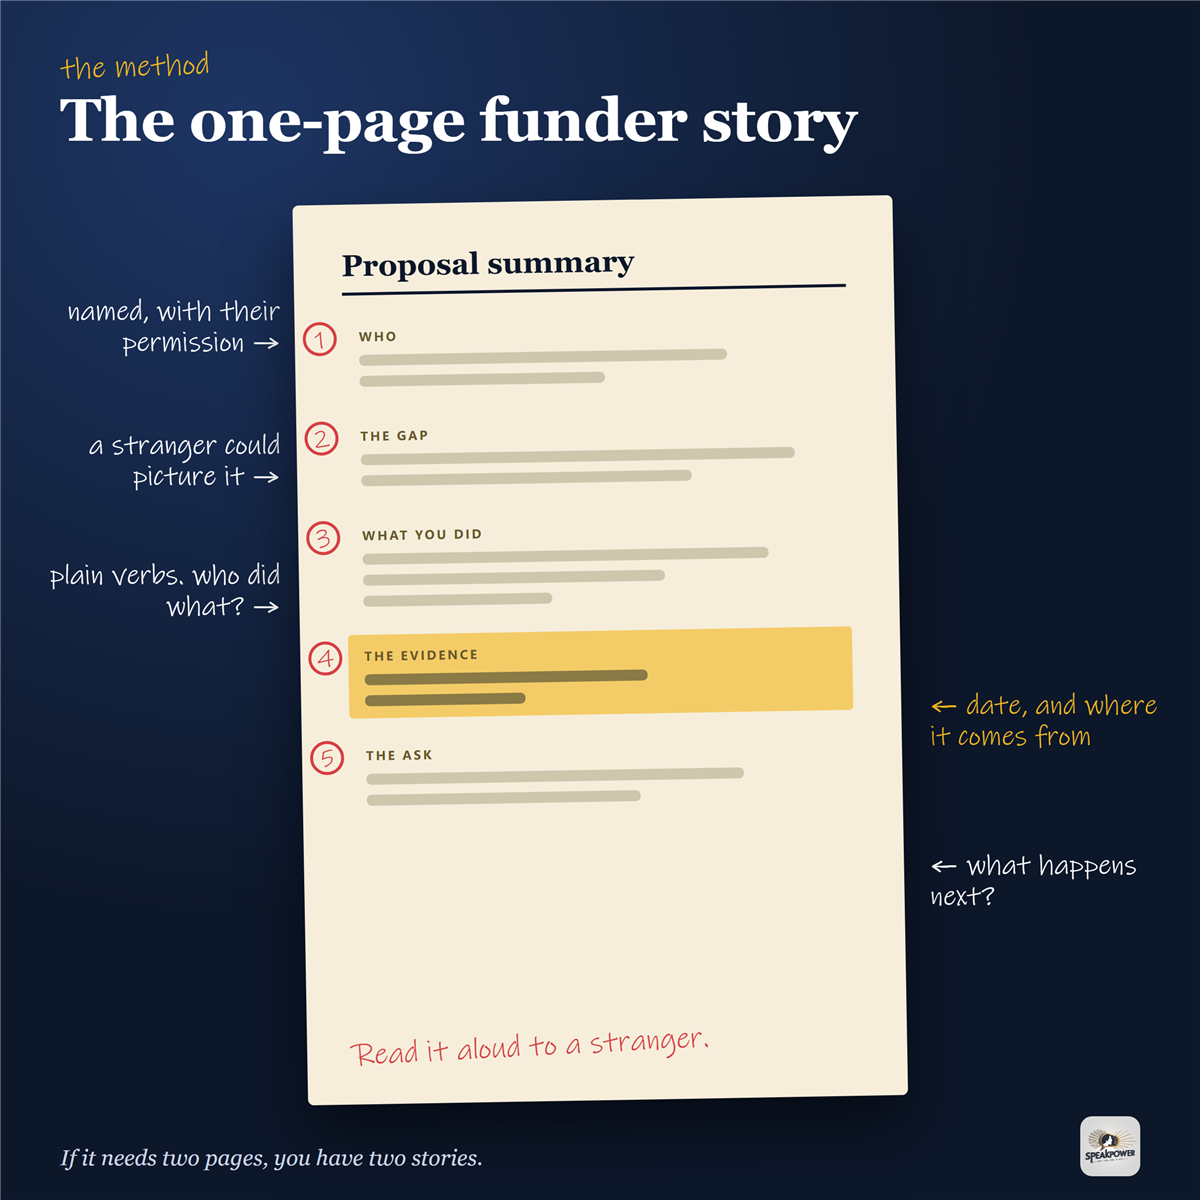 the method
The one-page funder story
Proposal summary
named, with their
permission →
1
WHO
a stranger could
picture it →
2
THE GAP
plain verbs. who did
what? →
3
WHAT YOU DID
4
THE EVIDENCE
← date, and where
it comes from
5
THE ASK
← what happens
next?
Read it aloud to a stranger.
If it needs two pages, you have two stories.
SPEAKPOWER